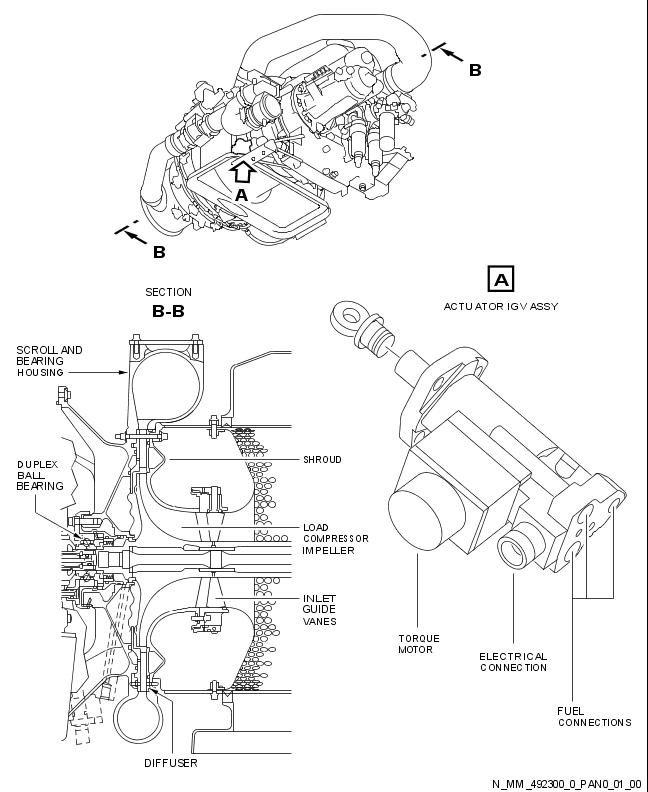 B
A
B
SECTION
B-B
SCROLL AND
BEARING
HOUSING
DUPLEX
BALL
BEARING
SHROUD
LOAD
COMPRESSOR
IMPELLER
INLET
GUIDE
VANES
DIFFUSER
A
ACTUATOR IGV ASSY
TORQUE
MOTOR
ELECTRICAL
CONNECTION
FUEL
CONNECTIONS
N_MM_492300_0_PAN0_01_00